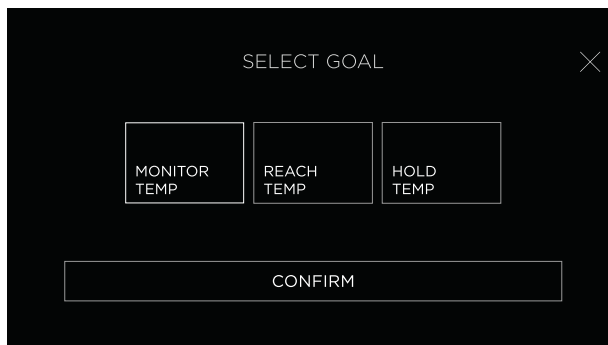 SELECT GOAL
MONITOR
TEMP
REACH
TEMP
HOLD
TEMP
CONFIRM